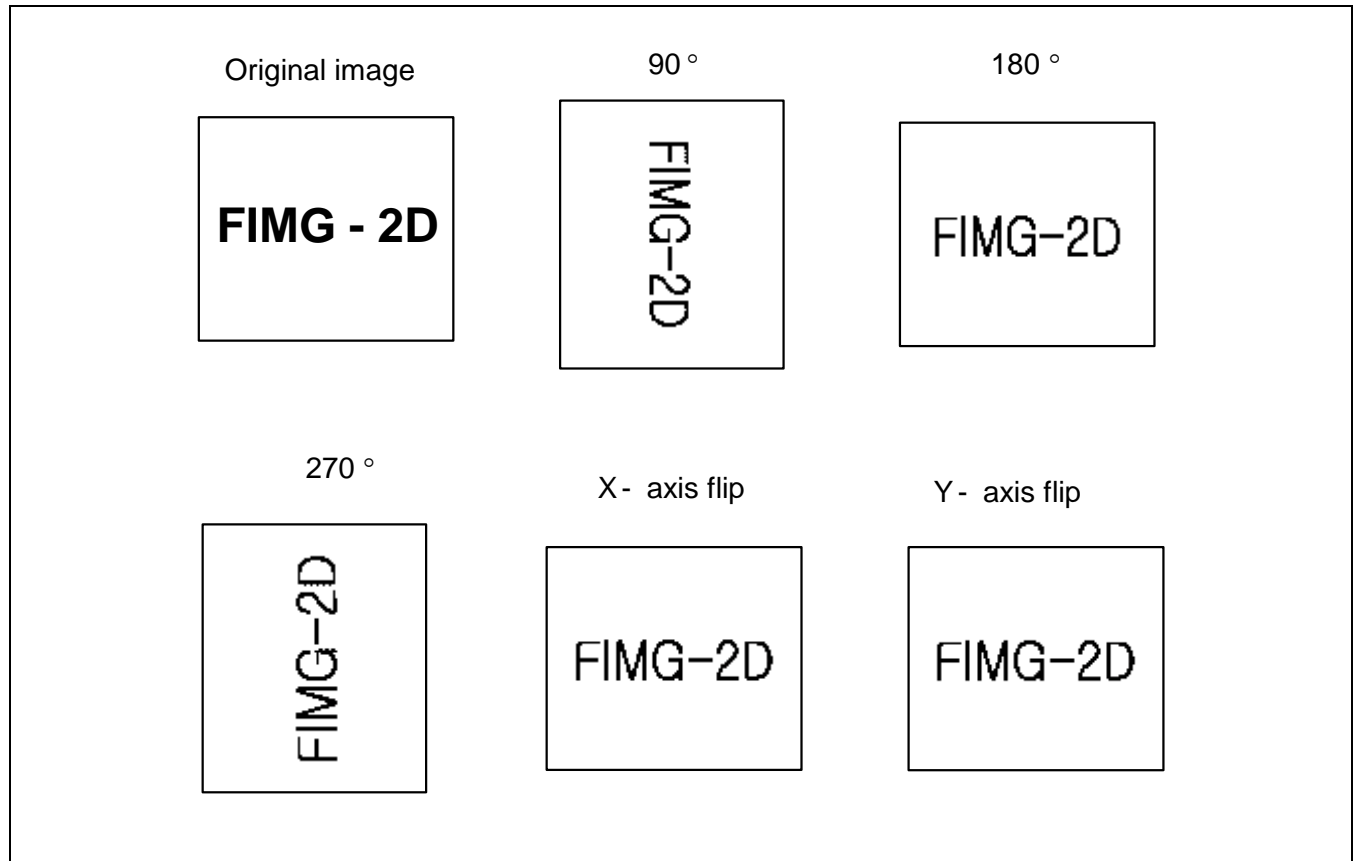 Original image
90 °
180 °
FIMG - 2D
FIMG-2D
FIMG-2D
270 °
X - axis flip
Y - axis flip
FIMG-2D
FIMG-2D
FIMG-2D